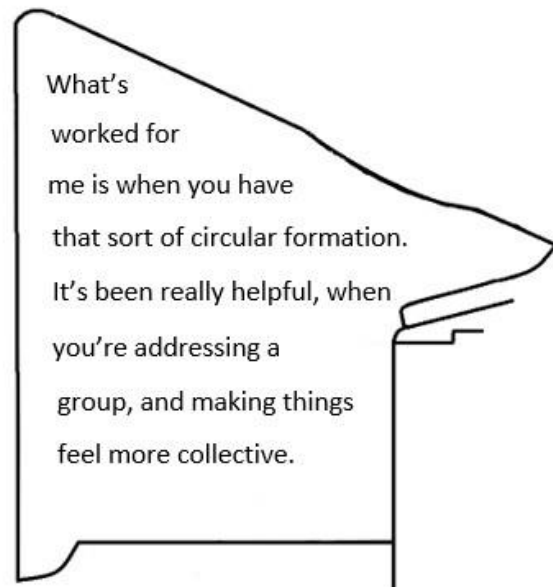 What’s
worked for
me is when you have
that sort of circular formation.
It’s been really helpful, when
you’re addressing a
group, and making things
feel more collective.